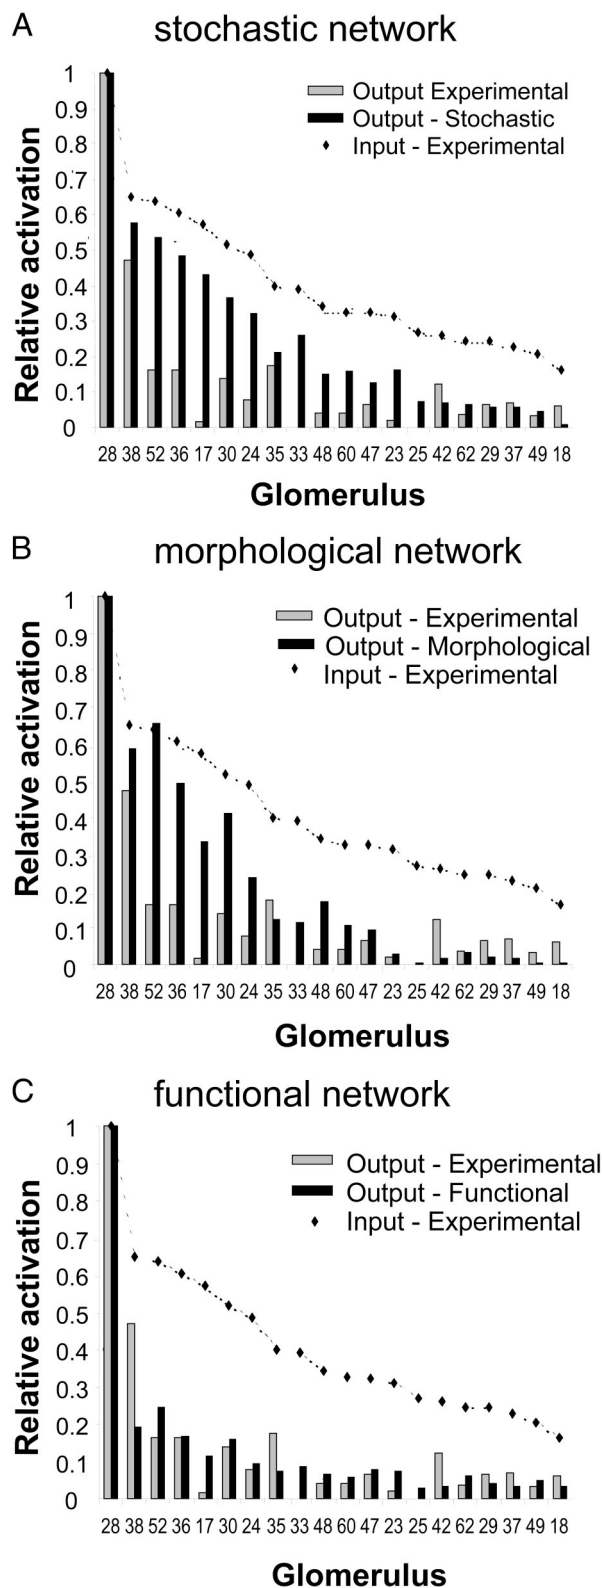 A
stochastic network
Output Experimental
Output - Stochastic
Input - Experimental
Relative activation
1
0.9
0.8
0.7
0.6
0.5
0.4
0.3
0.2
0.1
0
28 38 52 36 17 30 24 35 33 48 60 47 23 25 42 62 29 37 49 18
Glomerulus
B
morphological network
Output - Experimental
Output - Morphological
Input - Experimental
Relative activation
1
0.9
0.8
0.7
0.6
0.5
0.4
0.3
0.2
0.1
0
28 38 52 36 17 30 24 35 33 48 60 47 23 25 42 62 29 37 49 18
Glomerulus
C
functional network
Output - Experimental
Output - Functional
Input - Experimental
Relative activation
1
0.9
0.8
0.7
0.6
0.5
0.4
0.3
0.2
0.1
0
28 38 52 36 17 30 24 35 33 48 60 47 23 25 42 62 29 37 49 18
Glomerulus